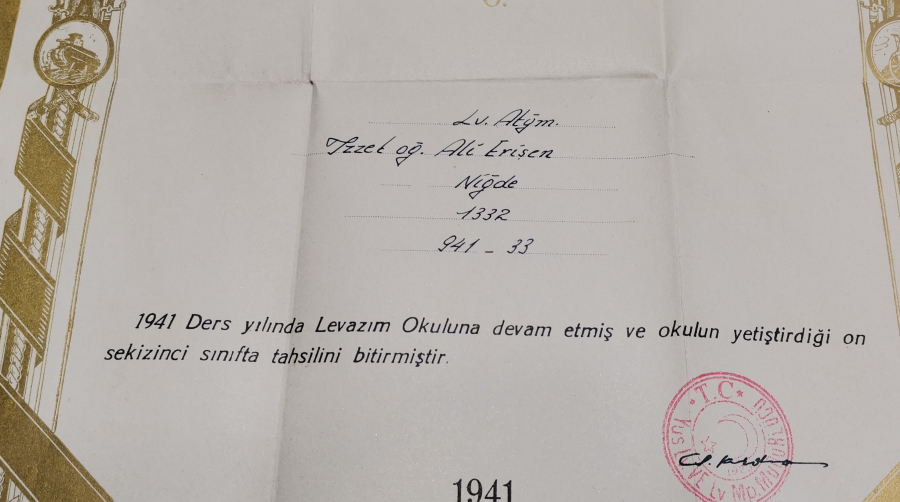 Lv. Atğm.
İzzet oğ. Ali Erişen
Niğde
1332
941 - 33
1941 Ders yılında Levazım Okuluna devam etmiş ve okulun yetiştirdiği on
sekizinci sınıfta tahsilini bitirmiştir.
T.C
1941